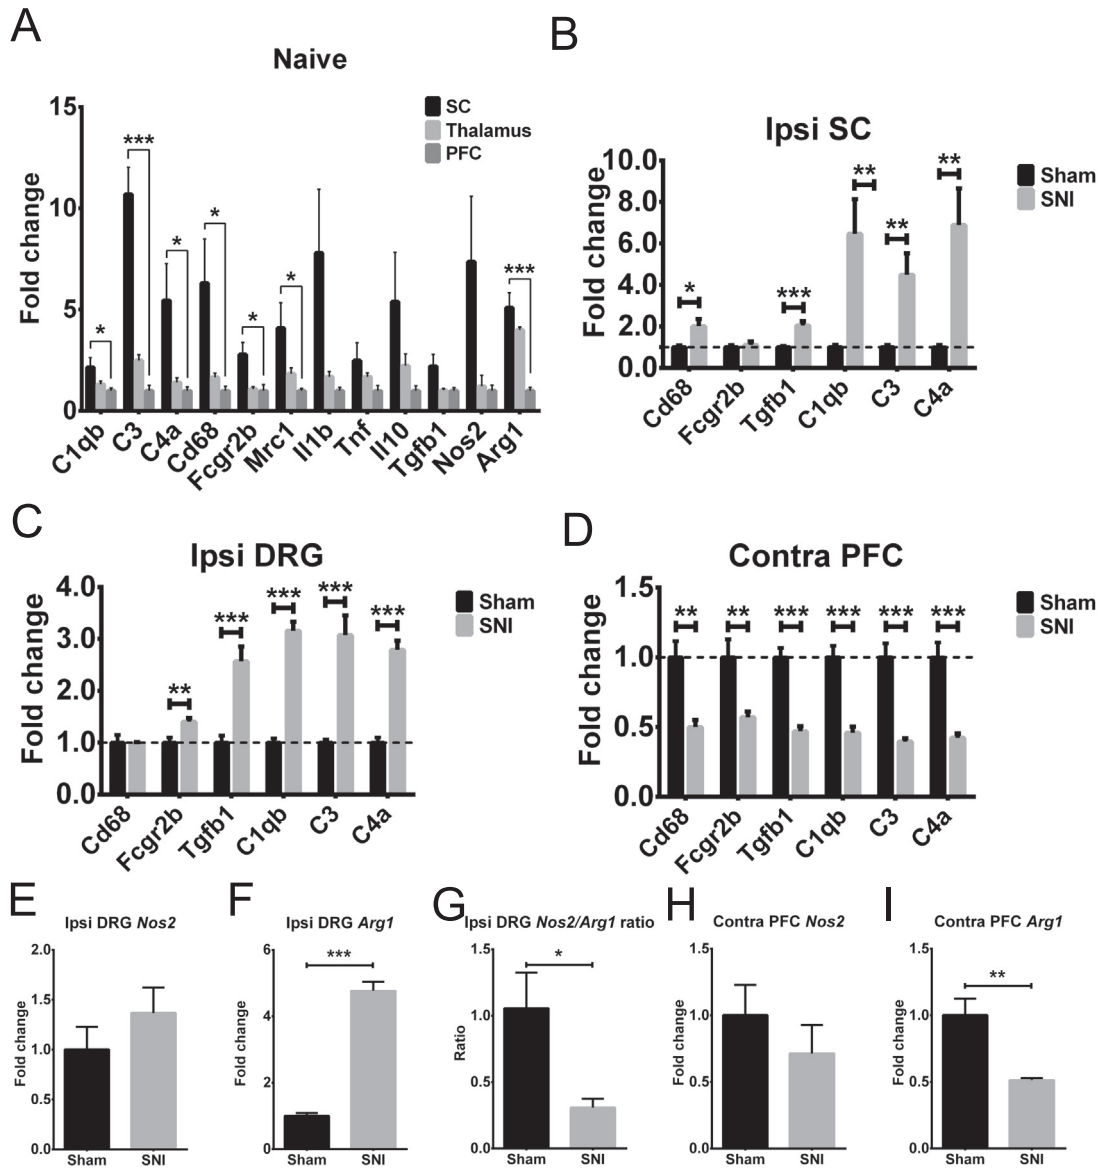 A
Naive
Fold change
15
10
5
0
SC
Thalamus
PFC
*
***
*
*
*
*
***
C1qb
C3
C4a
Cd68
Fcgr2b
Mrc1
Il1b
Tnf
Il10
Tgfb1
Nos2
Arg1
B
Ipsi SC
Fold change
10.0
8.0
6.0
4.0
2.0
0.0
Sham
SNI
*
***
**
**
**
Cd68
Fcgr2b
Tgfb1
C1qb
C3
C4a
C
Ipsi DRG
Fold change
4.0
3.0
2.0
1.0
0.0
Sham
SNI
**
***
***
***
***
Cd68
Fcgr2b
Tgfb1
C1qb
C3
C4a
D
Contra PFC
Fold change
1.5
1.0
0.5
0.0
Sham
SNI
**
**
***
***
***
***
Cd68
Fcgr2b
Tgfb1
C1qb
C3
C4a
E
Ipsi DRG Nos2
Fold change
2.0
1.5
1.0
0.5
0.0
Sham
SNI
F
Ipsi DRG Arg1
Fold change
6
4
2
0
***
Sham
SNI
G
Ipsi DRG Nos2/Arg1 ratio
Ratio
1.5
1.0
0.5
0.0
*
Sham
SNI
H
Contra PFC Nos2
Fold change
1.5
1.0
0.5
0.0
Sham
SNI
I
Contra PFC Arg1
Fold change
1.5
1.0
0.5
0.0
**
Sham
SNI